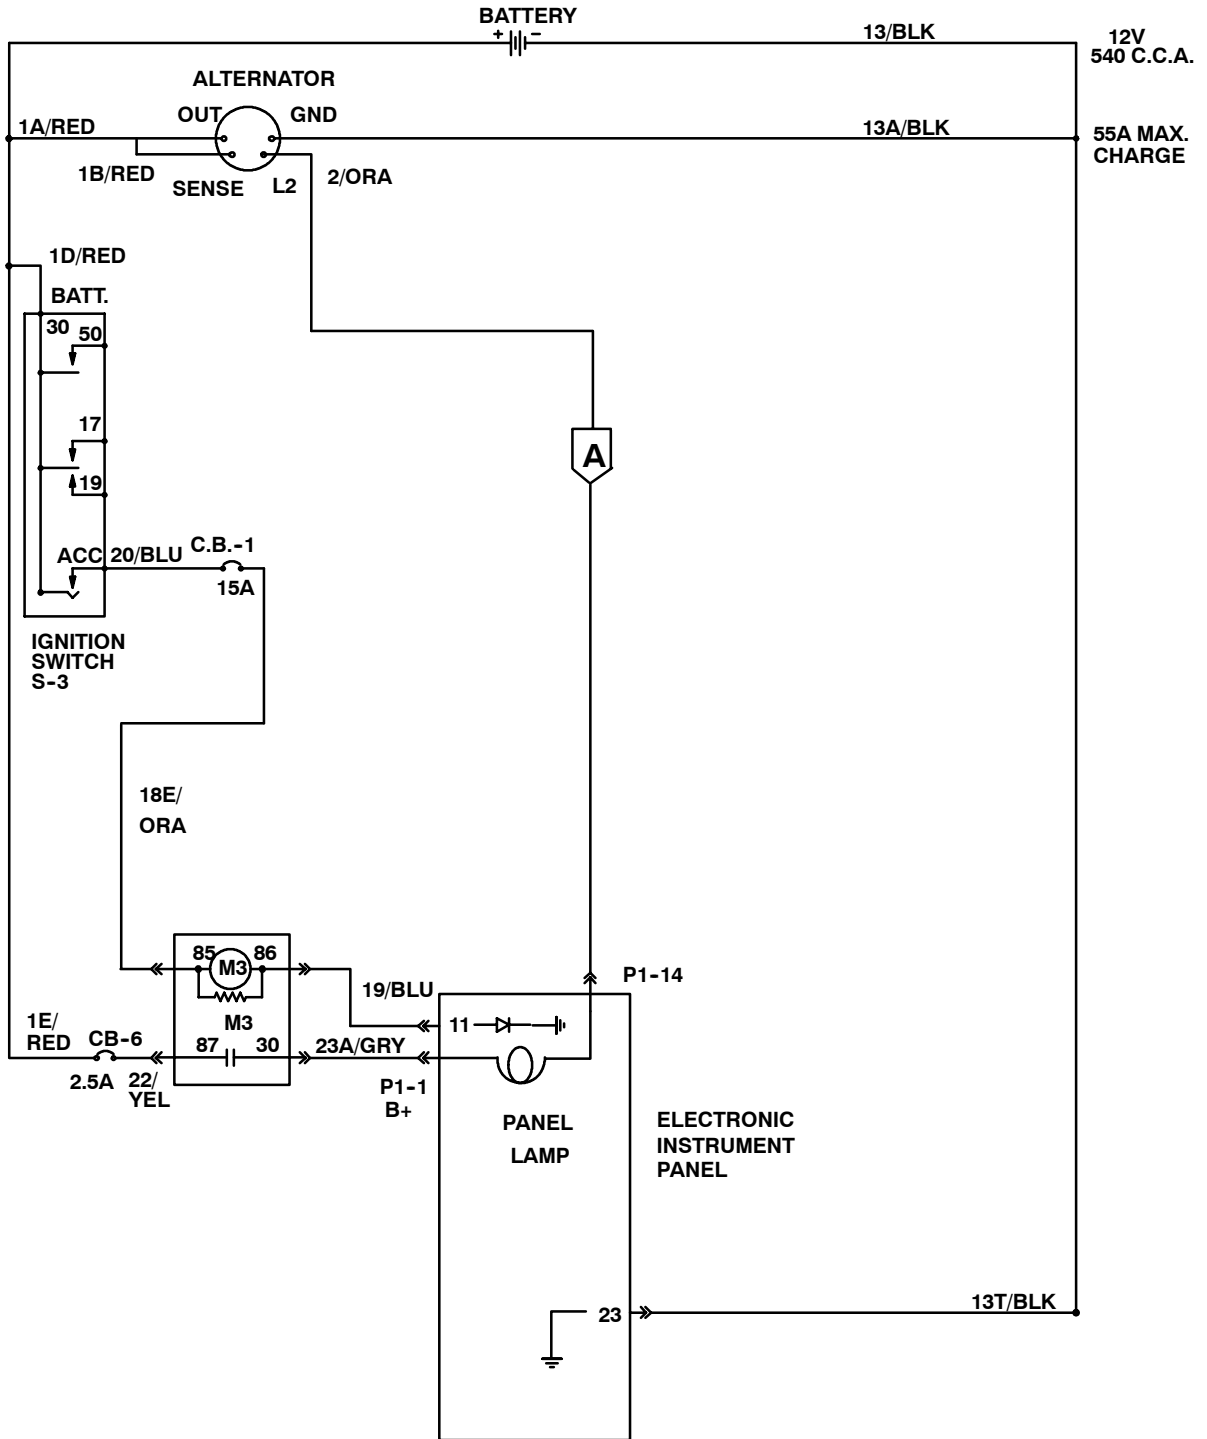 BATTERY
+ −
13/BLK
12V
540 C.C.A.
ALTERNATOR
OUT
GND
1A/RED
13A/BLK
55A MAX.
CHARGE
1B/RED
SENSE
L2
2/ORA
1D/RED
BATT.
30
50
17
A
19
ACC
20/BLU
C.B.-1
15A
IGNITION
SWITCH
S-3
18E/
ORA
85
M3
86
P1-14
19/BLU
1E/
RED
CB-6
M3
11
87
30
23A/GRY
2.5A
22/
YEL
P1-1
B+
PANEL
LAMP
ELECTRONIC
INSTRUMENT
PANEL
23
13T/BLK